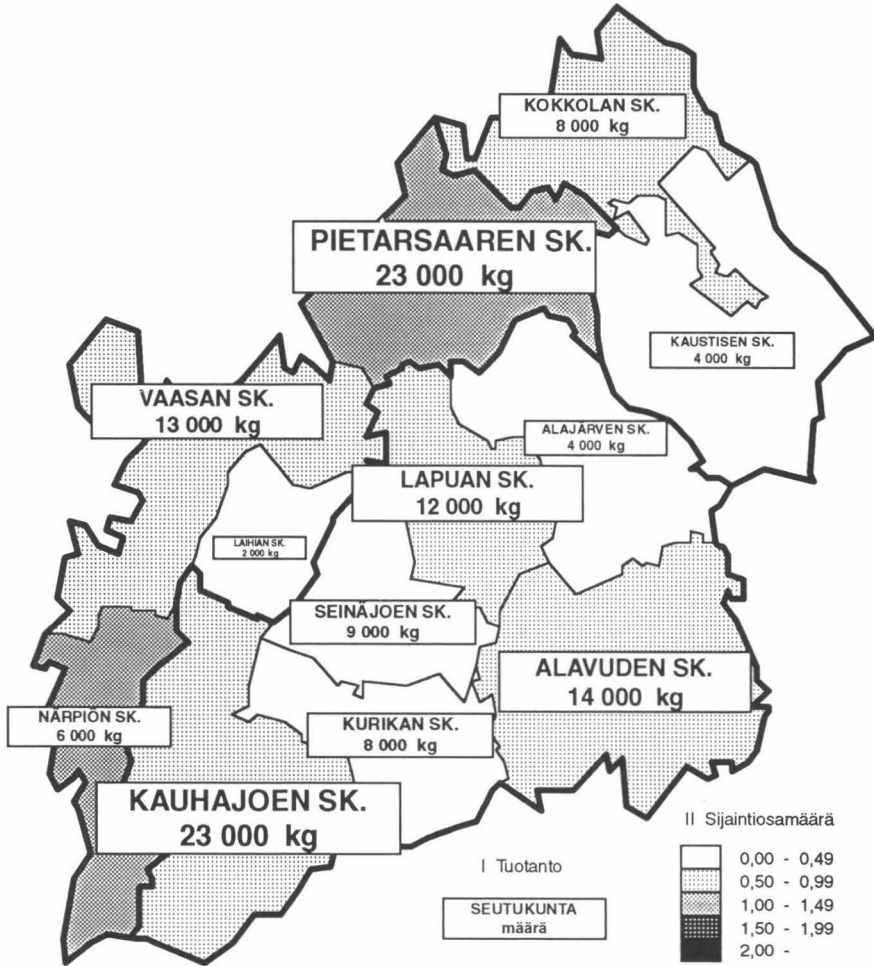 KOKKOLAN SK.
8 000 kg
PIETARSAAREN SK.
23 000 kg
KAUSTISEN SK.
4 000 kg
VAASAN SK.
13 000 kg
ALAJÄRVEN SK.
4 000 kg
LAPUAN SK.
12 000 kg
LAIHIAN SK.
2 000 kg
SEINÄJOEN SK.
9 000 kg
ALAVUDEN SK.
14 000 kg
NÄRPIÖN SK.
6 000 kg
KURIKAN SK.
8 000 kg
KAUHAJOEN SK.
23 000 kg
I Tuotanto
SEUTUKUNTA
määrä
II Sijaintiosamäärä
0,00 - 0,49
0,50 - 0,99
1,00 - 1,49
1,50 - 1,99
2,00 -